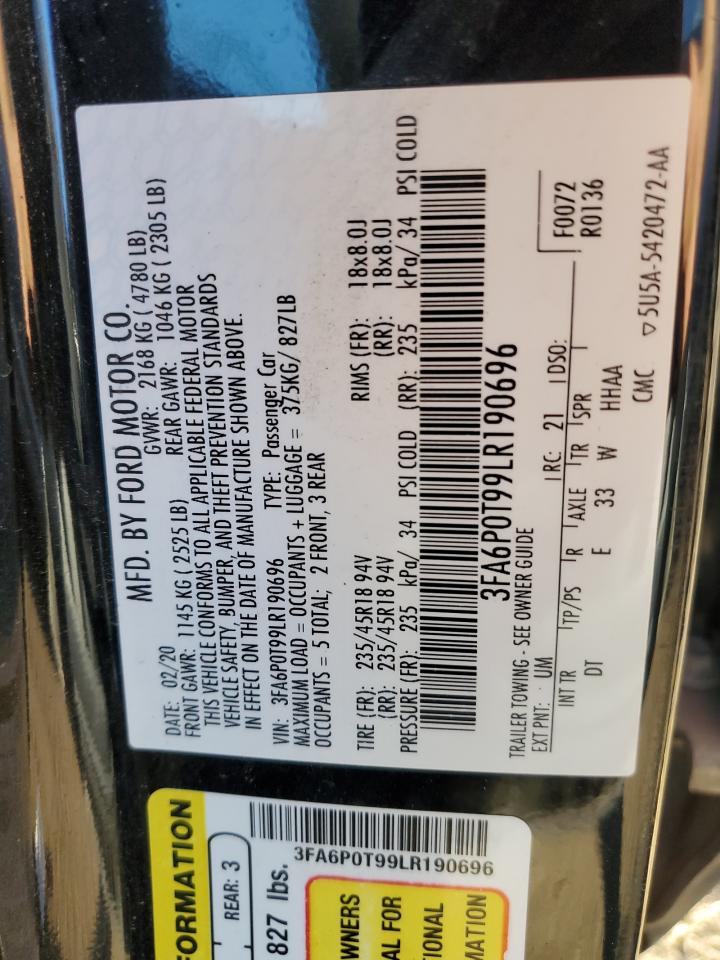 MFD. BY FORD MOTOR CO.
DATE: 02/20 GVWR: 2168 KG ( 4780 LB)
FRONT GAWR: 1145 KG ( 2525 LB) REAR GAWR: 1046 KG ( 2305 LB)
THIS VEHICLE CONFORMS TO ALL APPLICABLE FEDERAL MOTOR
VEHICLE SAFETY, BUMPER, AND THEFT PREVENTION STANDARDS
IN EFFECT ON THE DATE OF MANUFACTURE SHOWN ABOVE.
VIN: 3FA6P0T99LR190696 TYPE: Passenger Car
MAXIMUM LOAD = OCCUPANTS + LUGGAGE = 375KG/ 827LB
OCCUPANTS = 5 TOTAL; 2 FRONT, 3 REAR
TIRE (FR): 235/45R18 94V RIMS (FR): 18x8.0J
(RR): 235/45R18 94V (RR): 18x8.0J
PRESSURE (FR): 235 kPa/ 34 PSI COLD (RR): 235 kPa/ 34 PSI COLD
3FA6P0T99LR190696
TRAILER TOWING - SEE OWNER GUIDE
F0072
R0136
EXT PNT: UM RC: 21 DSO:
INT TR TP/PS R AXLE TR SPR
DT E 33 W HHAA
CMC ▽5U5A-5420472-AA
FORMATION
REAR: 3
827 lbs.
3FA6P0T99LR190696
WNERS
AL FOR
TIONAL
MATION